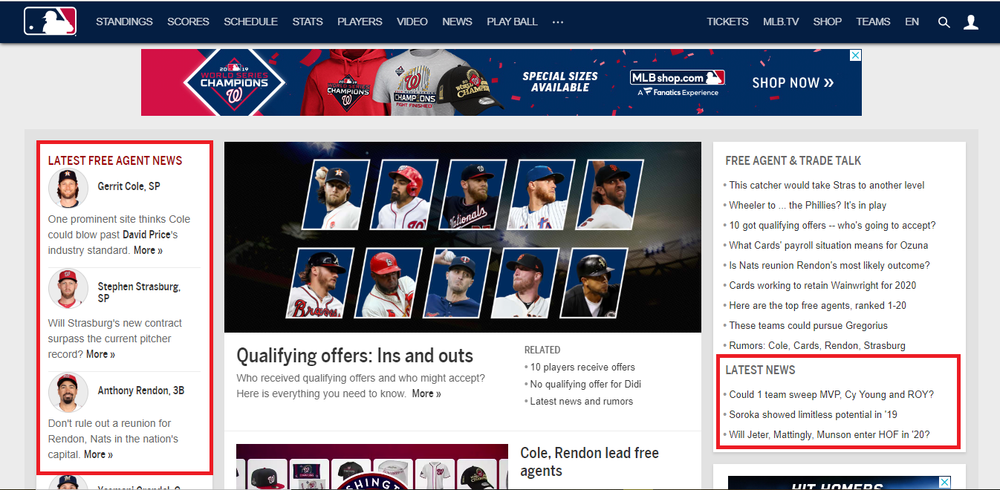 STANDINGS SCORES SCHEDULE STATS PLAYERS VIDEO NEWS PLAY BALL ... TICKETS MLB.TV SHOP TEAMS EN
2019
WORLD SERIES
CHAMPIONS
W
WORLD SERIES
CHAMPIONS
W
CHAMPIONS
FIGHT FINISHED
WORLD
CHAMPIONS
SPECIAL SIZES
AVAILABLE
MLBshop.com
A Fanatics Experience
SHOP NOW »
LATEST FREE AGENT NEWS
Gerrit Cole, SP
One prominent site thinks Cole
could blow past David Price's
industry standard. More »
Stephen Strasburg,
SP
Will Strasburg's new contract
surpass the current pitcher
record? More »
Anthony Rendon, 3B
Don't rule out a reunion for
Rendon, Nats in the nation's
capital. More »
Nationals
Braves
Qualifying offers: Ins and outs
Who received qualifying offers and who might accept?
Here is everything you need to know. More »
RELATED
• 10 players receive offers
• No qualifying offer for Didi
• Latest news and rumors
Cole, Rendon lead free
agents
FREE AGENT & TRADE TALK
• This catcher would take Stras to another level
• Wheeler to ... the Phillies? It's in play
• 10 got qualifying offers -- who's going to accept?
• What Cards' payroll situation means for Ozuna
• Is Nats reunion Rendon's most likely outcome?
• Cards working to retain Wainwright for 2020
• Here are the top free agents, ranked 1-20
• These teams could pursue Gregorius
• Rumors: Cole, Cards, Rendon, Strasburg
LATEST NEWS
• Could 1 team sweep MVP, Cy Young and ROY?
• Soroka showed limitless potential in '19
• Will Jeter, Mattingly, Munson enter HOF in '20?
HIT HOMERS